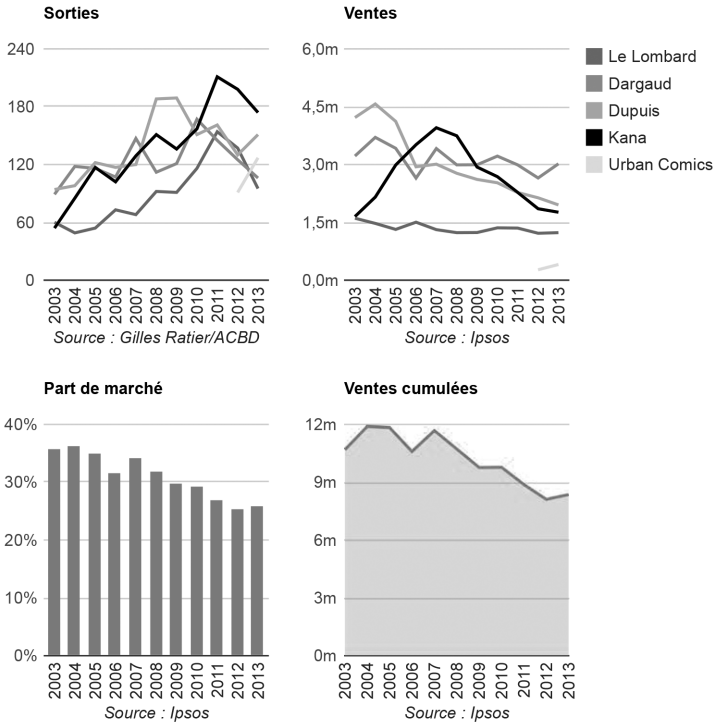 Sorties
240
180
120
60
0
2003 2004 2005 2006 2007 2008 2009 2010 2011 2012 2013
Source : Gilles Ratier/ACBD
Ventes
6,0m
4,5m
3,0m
1,5m
0,0m
2003 2004 2005 2006 2007 2008 2009 2010 2011 2012 2013
Source : Ipsos
Le Lombard
Dargaud
Dupuis
Kana
Urban Comics
Part de marché
40%
30%
20%
10%
0%
2003 2004 2005 2006 2007 2008 2009 2010 2011 2012 2013
Source : Ipsos
Ventes cumulées
12m
9m
6m
3m
0m
2003 2004 2005 2006 2007 2008 2009 2010 2011 2012 2013
Source : Ipsos